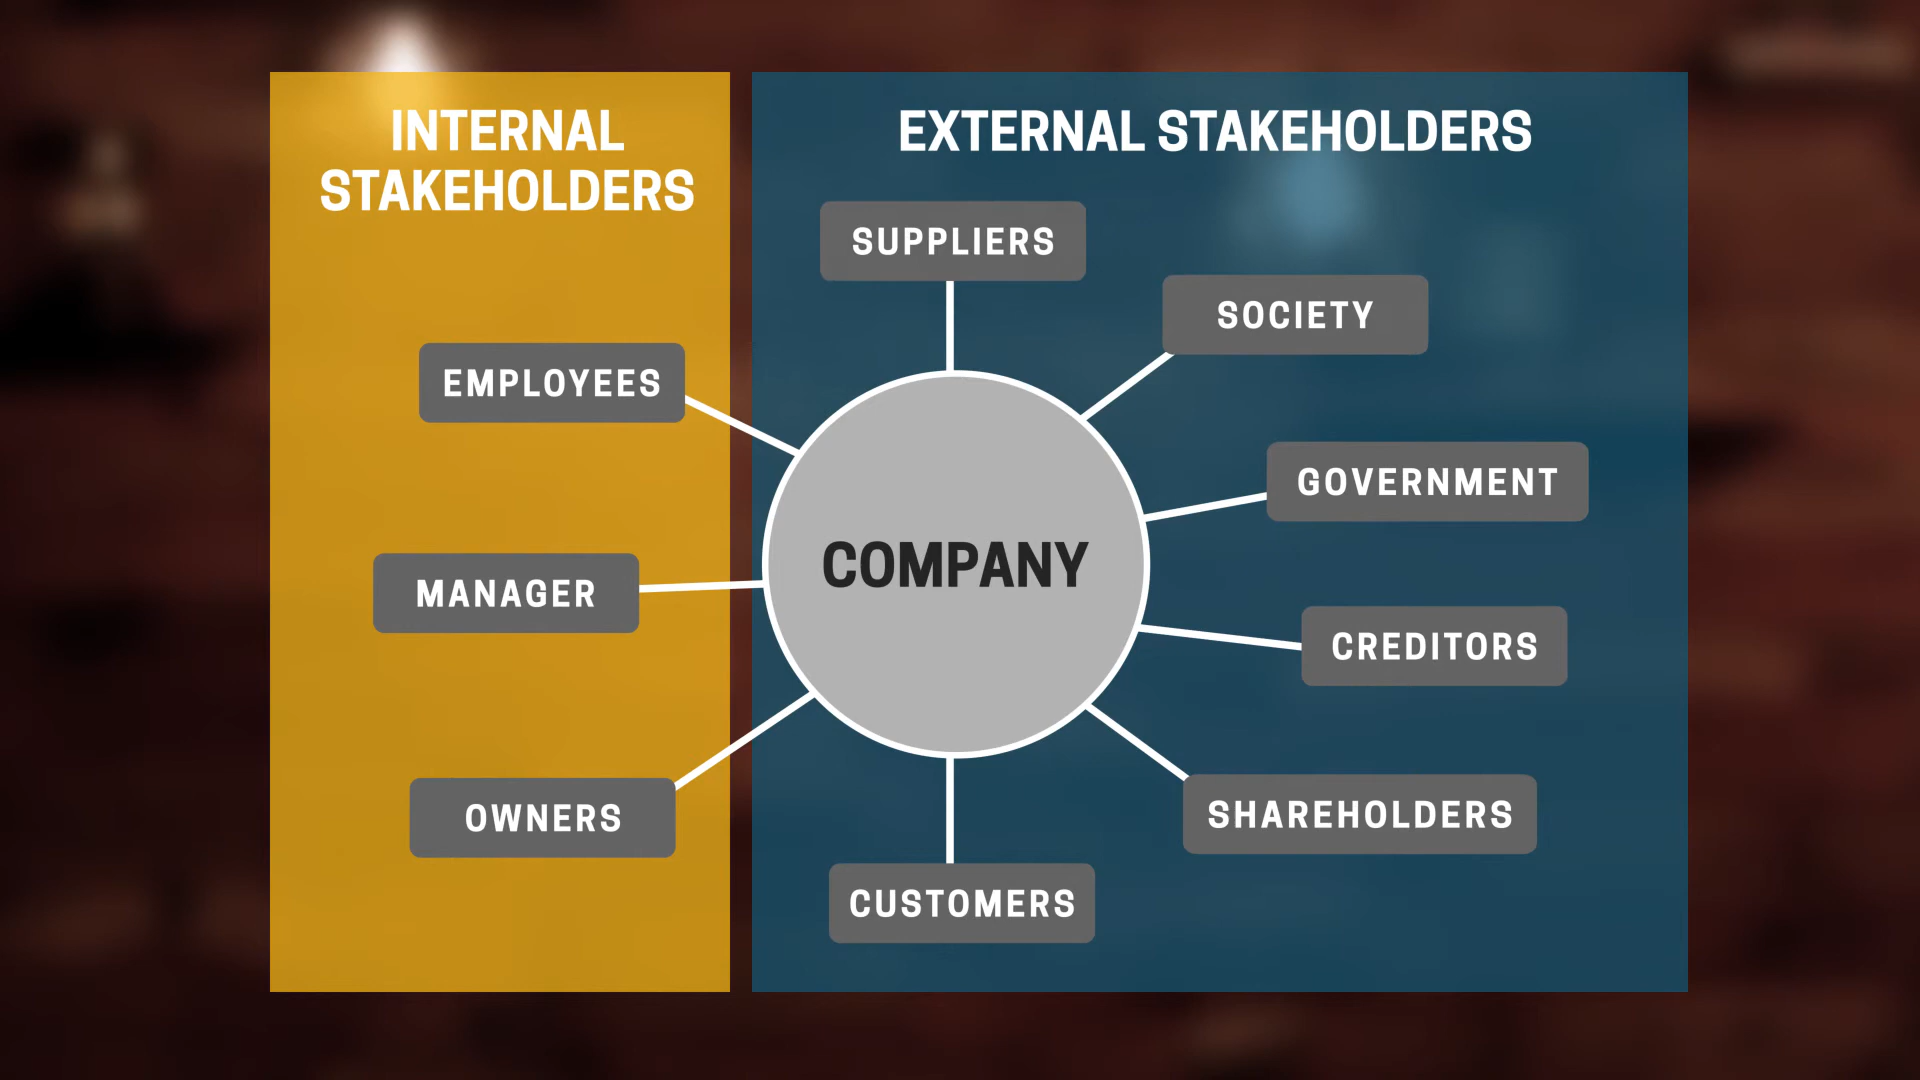 INTERNAL
STAKEHOLDERS
EMPLOYEES
MANAGER
OWNERS
EXTERNAL STAKEHOLDERS
SUPPLIERS
SOCIETY
GOVERNMENT
COMPANY
CREDITORS
SHAREHOLDERS
CUSTOMERS